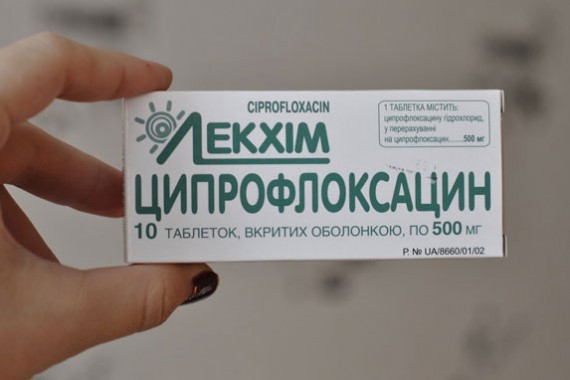 CIPROFLOXACIN
ЛЕКХІМ
1 ТАБЛЕТКА МІСТИТЬ:
ципрофлоксацину гідрохлорид,
у перерахуванні
на ципрофлоксацин......500 мг
ЦИПРОФЛОКСАЦИН
10 ТАБЛЕТОК, ВКРИТИХ ОБОЛОНКОЮ, ПО 500 МГ
Р. № UA/8660/01/02